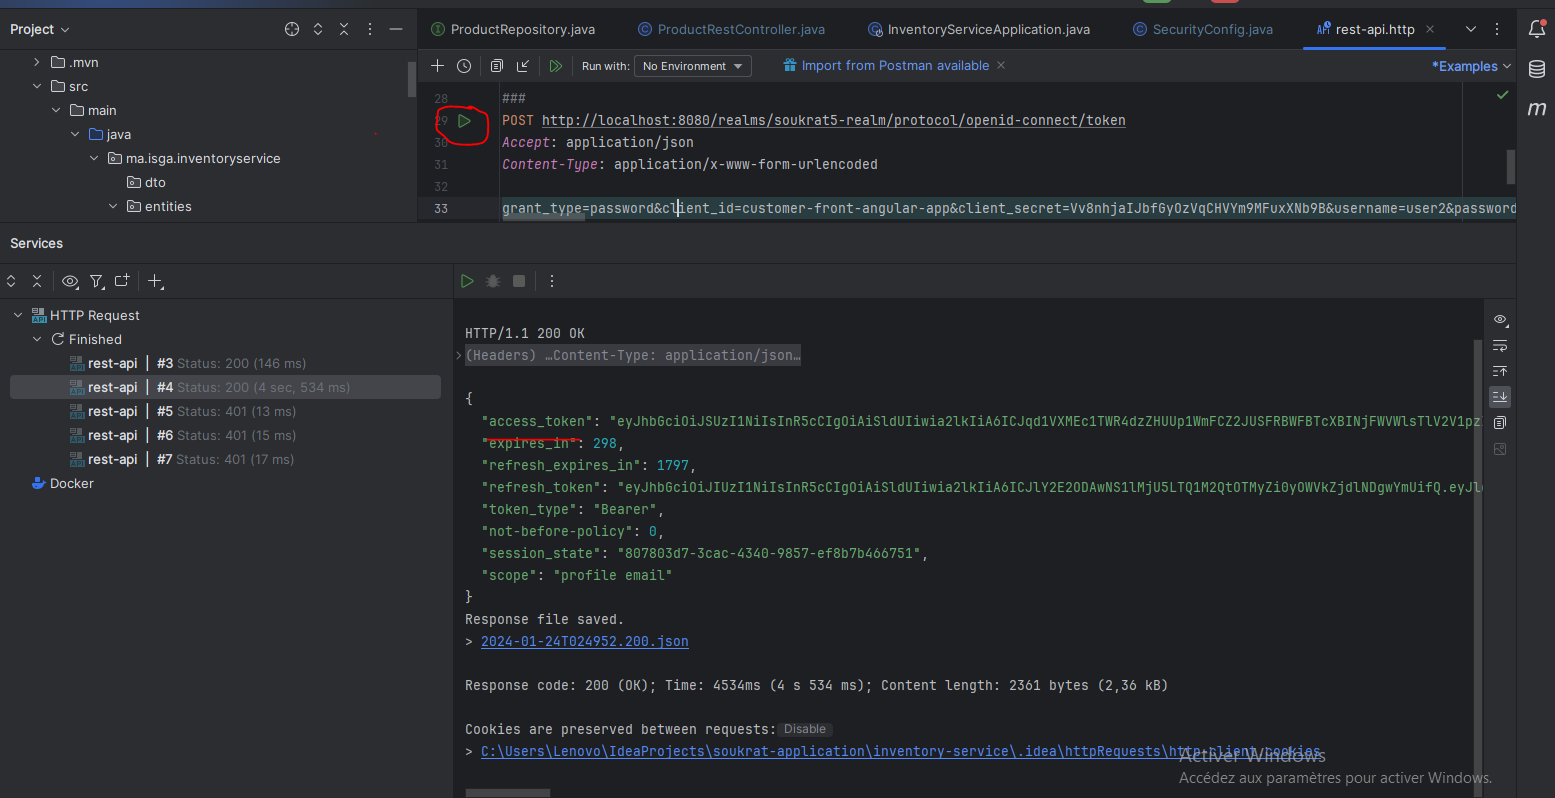 Project
ProductRepository.java
ProductRestController.java
InventoryServiceApplication.java
SecurityConfig.java
rest-api.http
.mvn
src
main
java
ma.isga.inventoryservice
dto
entities
Run with: No Environment
Import from Postman available
*Examples
28 ###
29 POST http://localhost:8080/realms/soukrat5-realm/protocol/openid-connect/token
30 Accept: application/json
31 Content-Type: application/x-www-form-urlencoded
32
33 grant_type=password&client_id=customer-front-angular-app&client_secret=Vv8nhjaIJbfGyOzVqCHVYm9MFuxXNb9B&username=user2&password
Services
HTTP Request
Finished
rest-api | #3 Status: 200 (146 ms)
rest-api | #4 Status: 200 (4 sec, 534 ms)
rest-api | #5 Status: 401 (13 ms)
rest-api | #6 Status: 401 (15 ms)
rest-api | #7 Status: 401 (17 ms)
Docker
HTTP/1.1 200 OK
(Headers) …Content-Type: application/json…
{
"access_token": "eyJhbGciOiJSUzI1NiIsInR5cCIgOiAiSldUIiwia2lkIiA6ICJqd1VXMEc1TWR4dzZHUUp1WmFCZ2JUSFRBWFBTcXBINjFWVWlsTlV2V1pz
"expires_in": 298,
"refresh_expires_in": 1797,
"refresh_token": "eyJhbGciOiJIUzI1NiIsInR5cCIgOiAiSldUIiwia2lkIiA6ICJlY2E2ODAwNS1lMjU5LTQ1M2QtOTMyZi0yOWVkZjdlNDgwYmUifQ.eyJl
"token_type": "Bearer",
"not-before-policy": 0,
"session_state": "807803d7-3cac-4340-9857-ef8b7b466751",
"scope": "profile email"
}
Response file saved.
> 2024-01-24T024952.200.json
Response code: 200 (OK); Time: 4534ms (4 s 534 ms); Content length: 2361 bytes (2,36 kB)
Cookies are preserved between requests: Disable
> C:\Users\Lenovo\IdeaProjects\soukrat-application\inventory-service\.idea\httpRequests\http-client.cookies
Activer Windows
Accédez aux paramètres pour activer Windows.